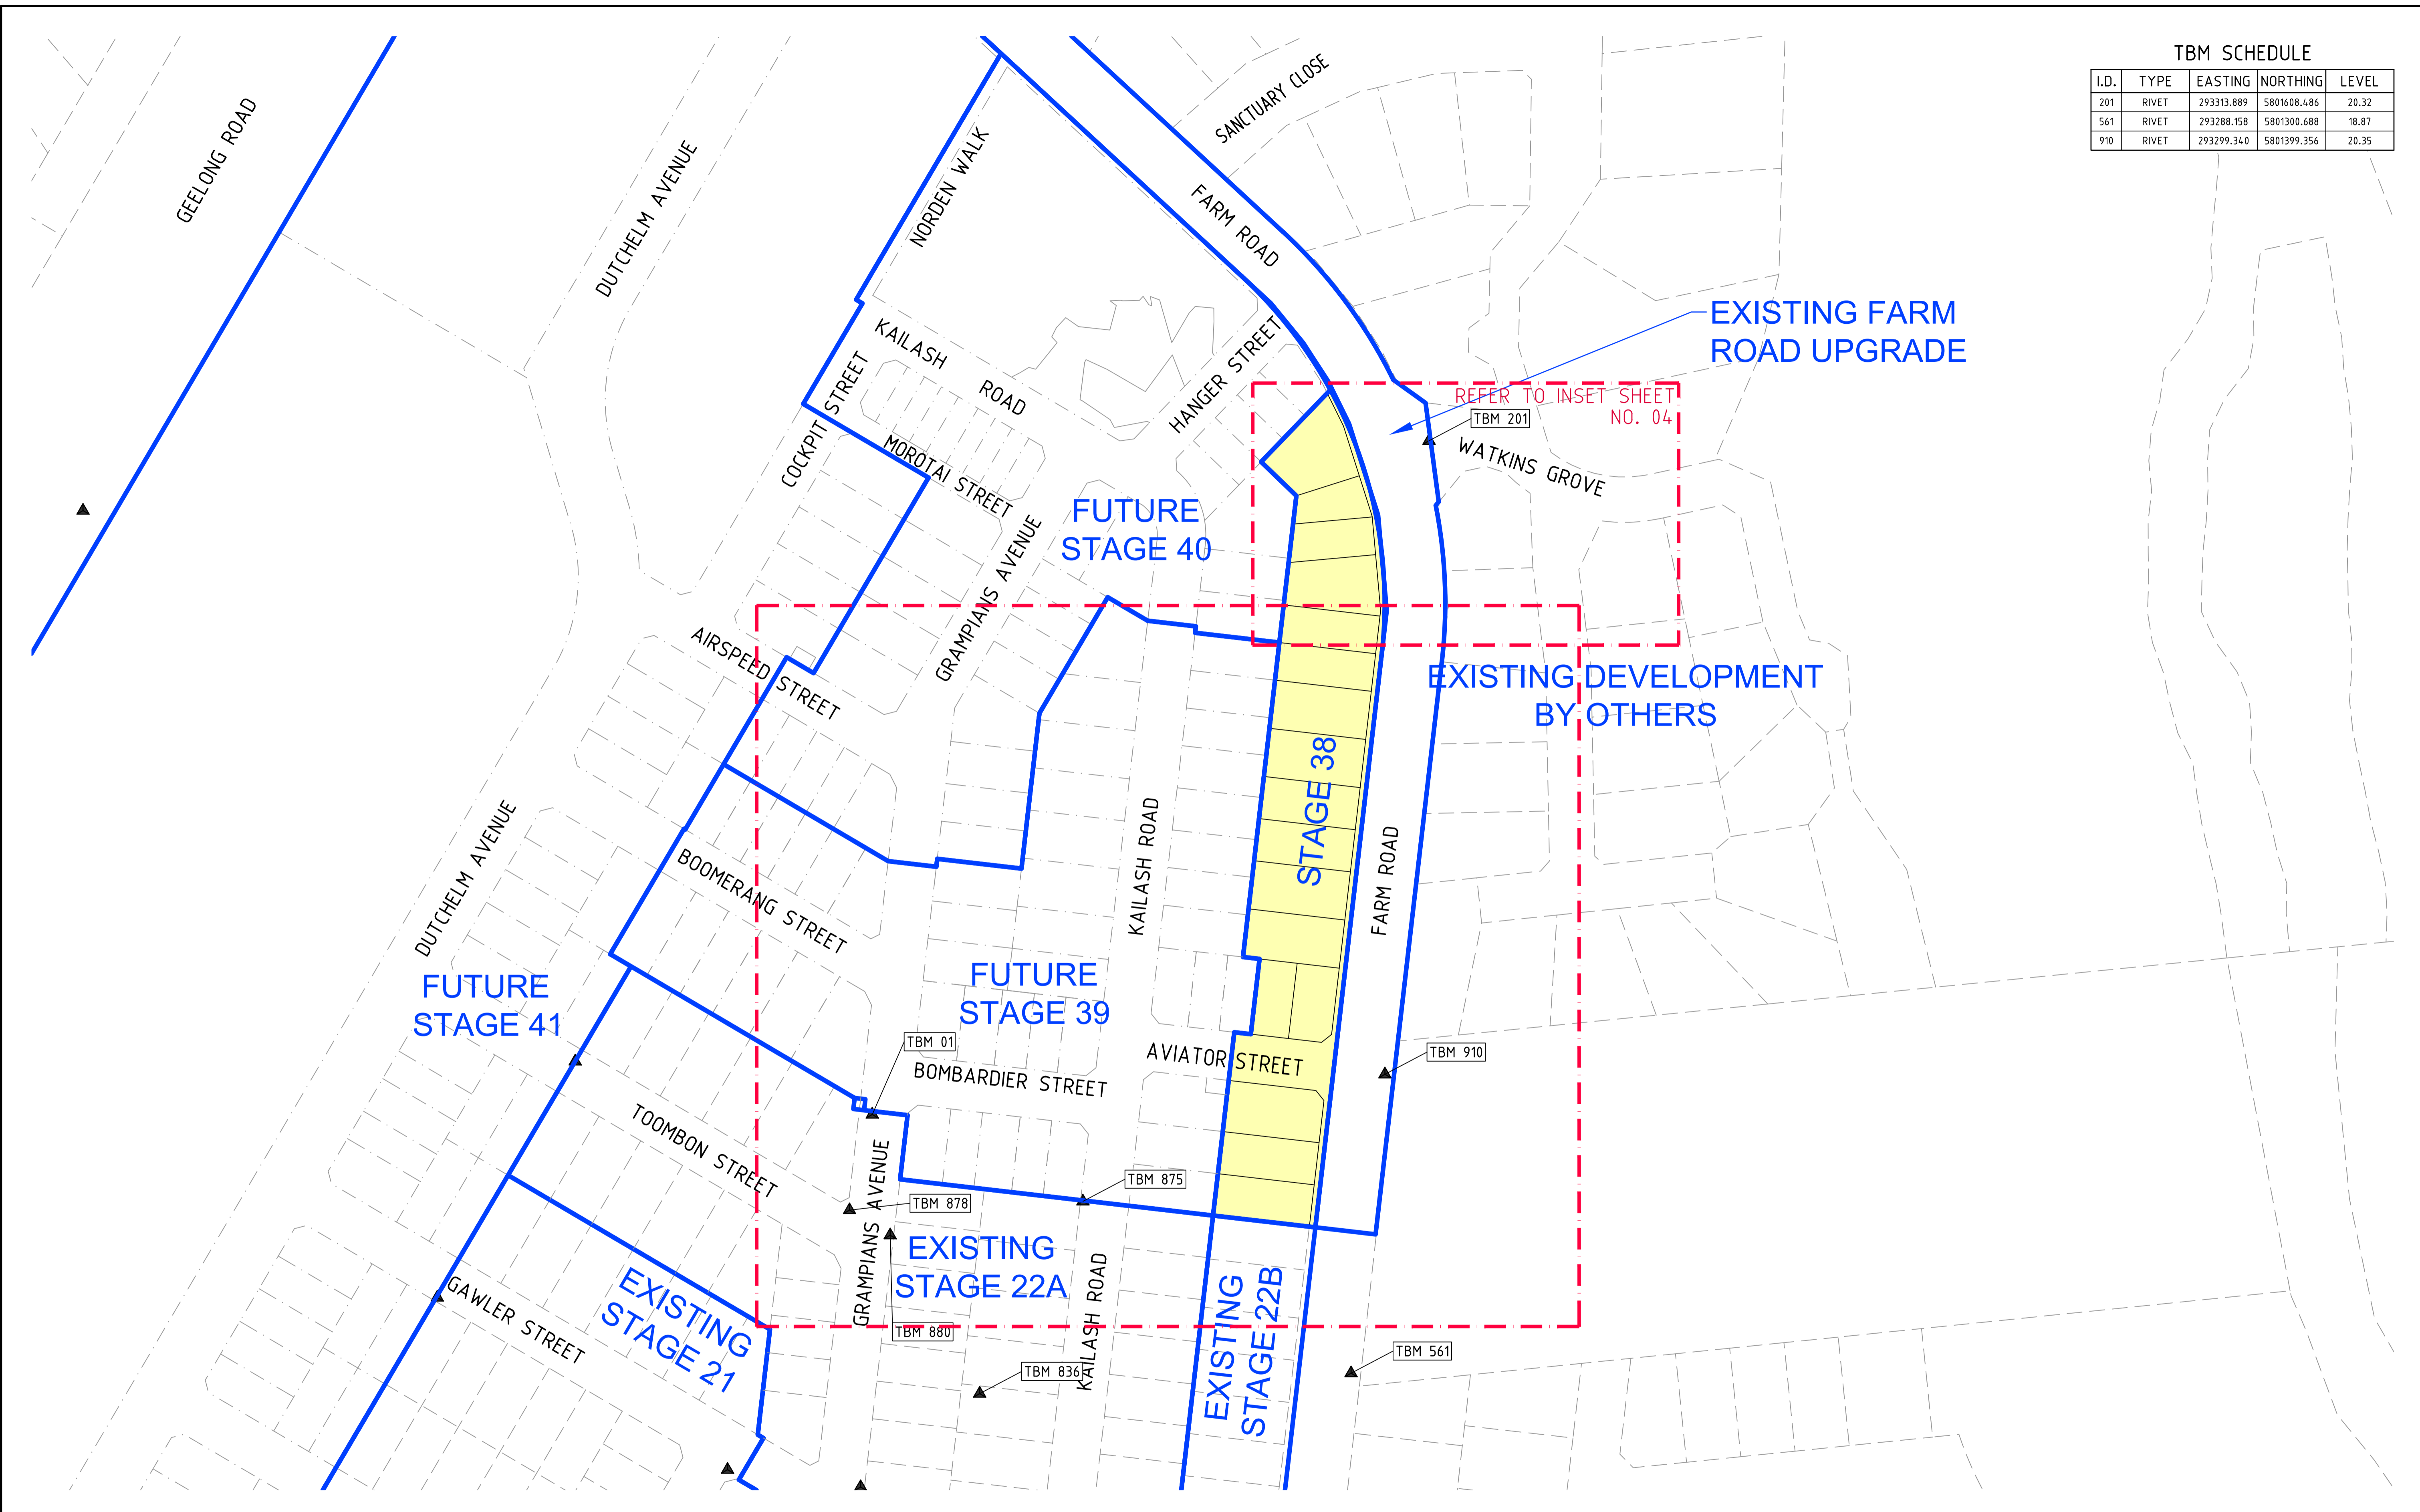 TBM SCHEDULE
I.D. TYPE EASTING NORTHING LEVEL
201 RIVET 293313.889 5801608.486 20.32
561 RIVET 293288.158 5801300.688 18.87
910 RIVET 293299.340 5801399.356 20.35
GEELONG ROAD
DUTCHELM AVENUE
NORDEN WALK
SANCTUARY CLOSE
FARM ROAD
KAILASH ROAD
COCKPIT STREET
MOROTAI STREET
HANGER STREET
EXISTING FARM
ROAD UPGRADE
REFER TO INSET SHEET
NO. 04
TBM 201
WATKINS GROVE
FUTURE
STAGE 40
GRAMPIANS AVENUE
AIRSPEED STREET
EXISTING DEVELOPMENT
BY OTHERS
STAGE 38
KAILASH ROAD
FARM ROAD
DUTCHELM AVENUE
BOOMERANG STREET
FUTURE
STAGE 41
FUTURE
STAGE 39
TBM 01
BOMBARDIER STREET
AVIATOR STREET
TBM 910
TOOMBON STREET
GRAMPIANS AVENUE
TBM 875
TBM 878
EXISTING
STAGE 22A
KAILASH ROAD
EXISTING
STAGE 22B
EXISTING
STAGE 21
GAWLER STREET
TBM 880
TBM 836
TBM 561